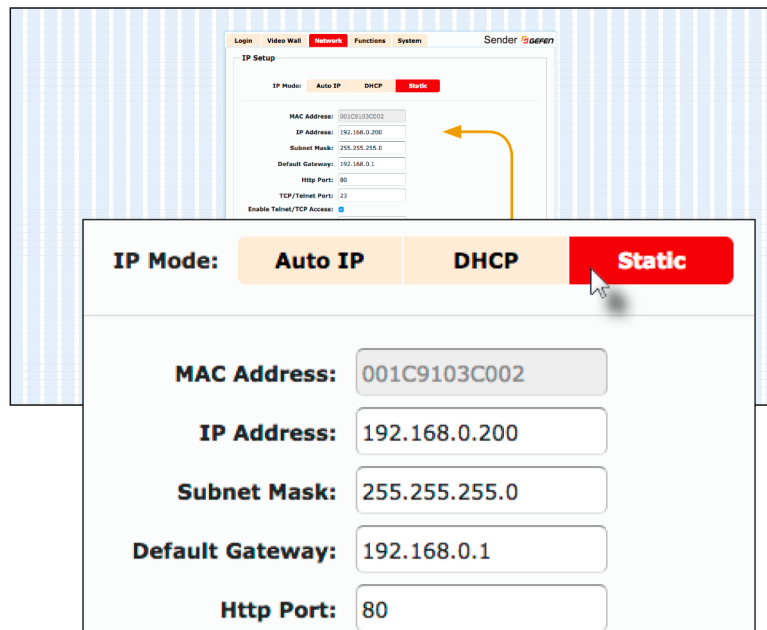 Login Video Wall Network Functions System Sender GEFEN
IP Setup
IP Mode: Auto IP DHCP Static
MAC Address: 001C9103C002
IP Address: 192.168.0.200
Subnet Mask: 255.255.255.0
Default Gateway: 192.168.0.1
Http Port: 80
TCP/Telnet Port: 23
Enable Telnet/TCP Access:
IP Mode: Auto IP DHCP Static
MAC Address: 001C9103C002
IP Address: 192.168.0.200
Subnet Mask: 255.255.255.0
Default Gateway: 192.168.0.1
Http Port: 80